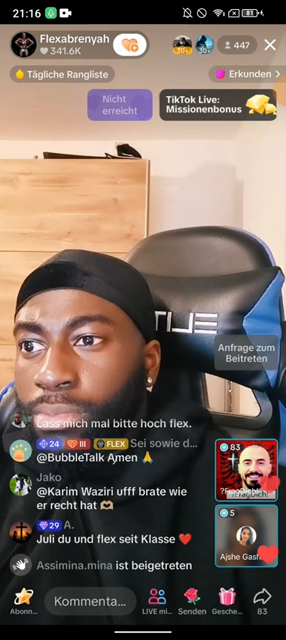 21:16
81
Flexabrenyah
341.6K
447
Tägliche Rangliste
Erkunden >
Nicht
erreicht
TikTok Live:
Missionenbonus
Anfrage zum
Beitreten
Lass mich mal bitte hoch flex.
24 III FLEX Sei sowie d...
@BubbleTalk Amen 🙏
Jako
@Karim Waziri ufff brate wie
er recht hat 🫶🏽
29 A.
Juli du und flex seit Klasse ❤️
Assimina.mina ist beigetreten
83
5
Ajshe Gash
Abonn...
Kommenta...
LIVE mi...
Senden
Gesche...
83